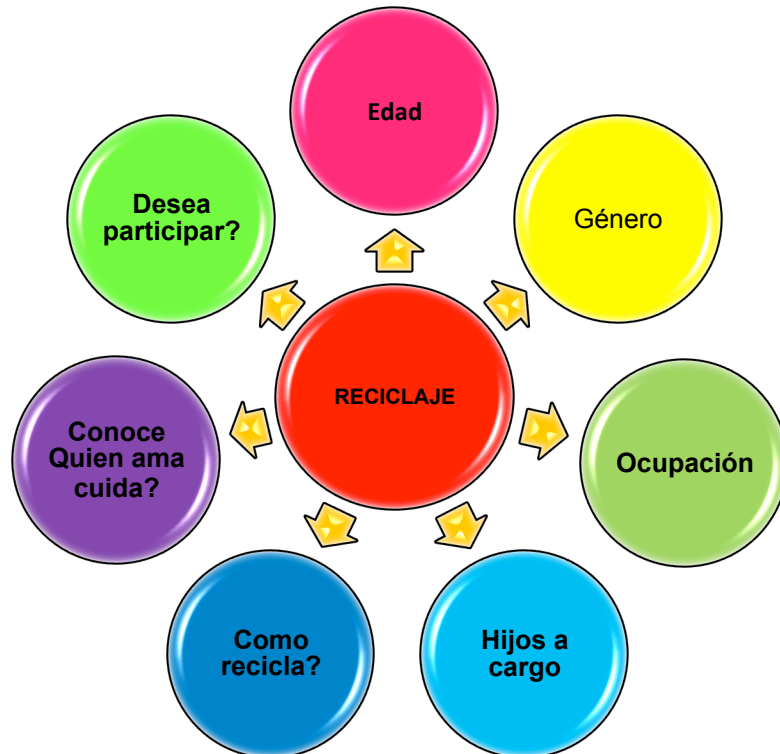 Edad
Género
Ocupación
Hijos a
cargo
Como
recicla?
Conoce
Quien ama
cuida?
Desea
participar?
RECICLAJE